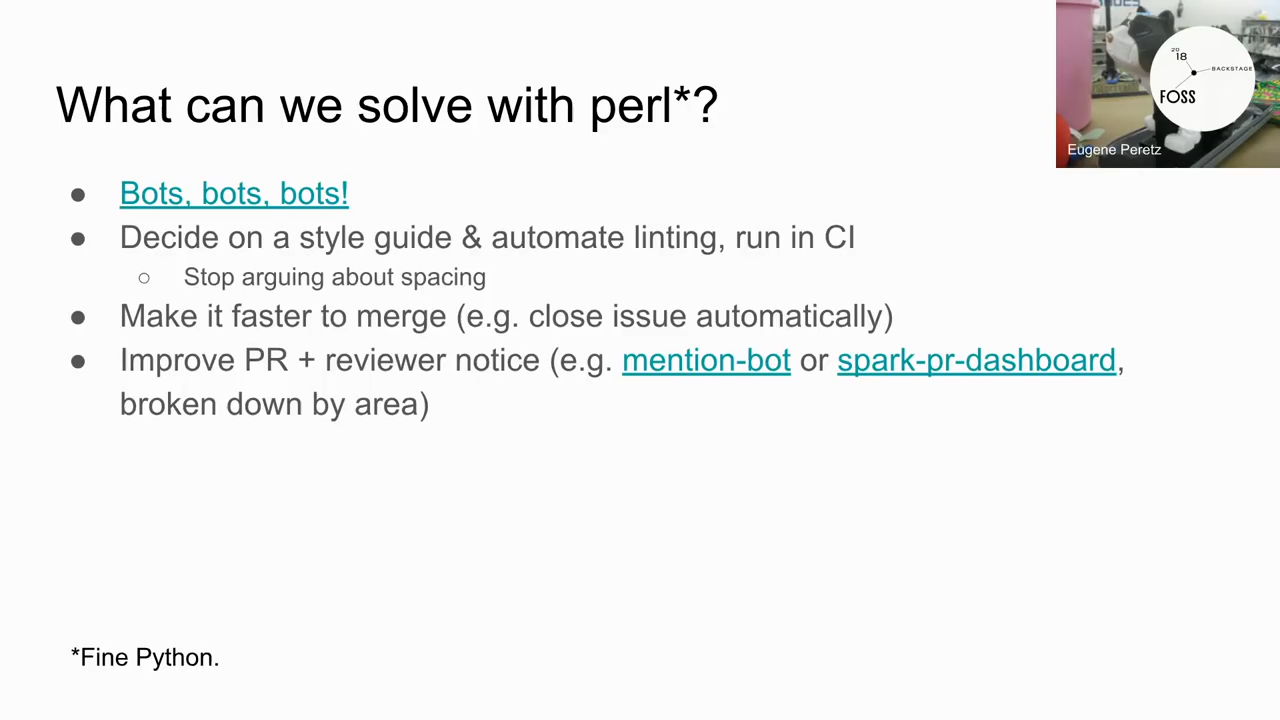 What can we solve with perl*?
● Bots, bots, bots!
● Decide on a style guide & automate linting, run in CI
○ Stop arguing about spacing
● Make it faster to merge (e.g. close issue automatically)
● Improve PR + reviewer notice (e.g. mention-bot or spark-pr-dashboard,
broken down by area)
*Fine Python.
20
18
BACKSTAGE
FOSS
Eugene Peretz